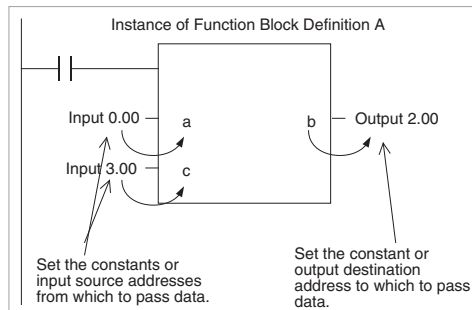 Instance of Function Block Definition A
Input 0.00
a
b
Output 2.00
Input 3.00
c
Set the constants or
input source addresses
from which to pass data.
Set the constant or
output destination
address to which to pass
data.